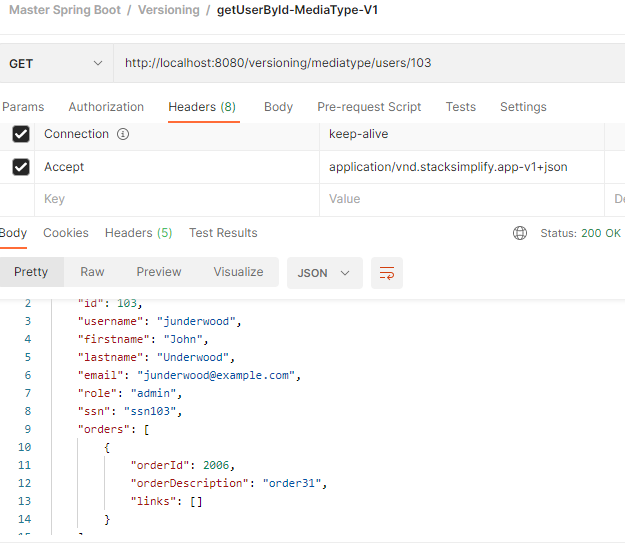 Master Spring Boot / Versioning / getUserById-MediaType-V1
GET http://localhost:8080/versioning/mediatype/users/103
Params Authorization Headers (8) Body Pre-request Script Tests Settings
Connection keep-alive
Accept application/vnd.stacksimplify.app-v1+json
Key Value De
Body Cookies Headers (5) Test Results Status: 200 OK
Pretty Raw Preview Visualize JSON
2 "id": 103,
3 "username": "junderwood",
4 "firstname": "John",
5 "lastname": "Underwood",
6 "email": "junderwood@example.com",
7 "role": "admin",
8 "ssn": "ssn103",
9 "orders": [
10 {
11 "orderId": 2006,
12 "orderDescription": "order31",
13 "links": []
14 }
15 ]